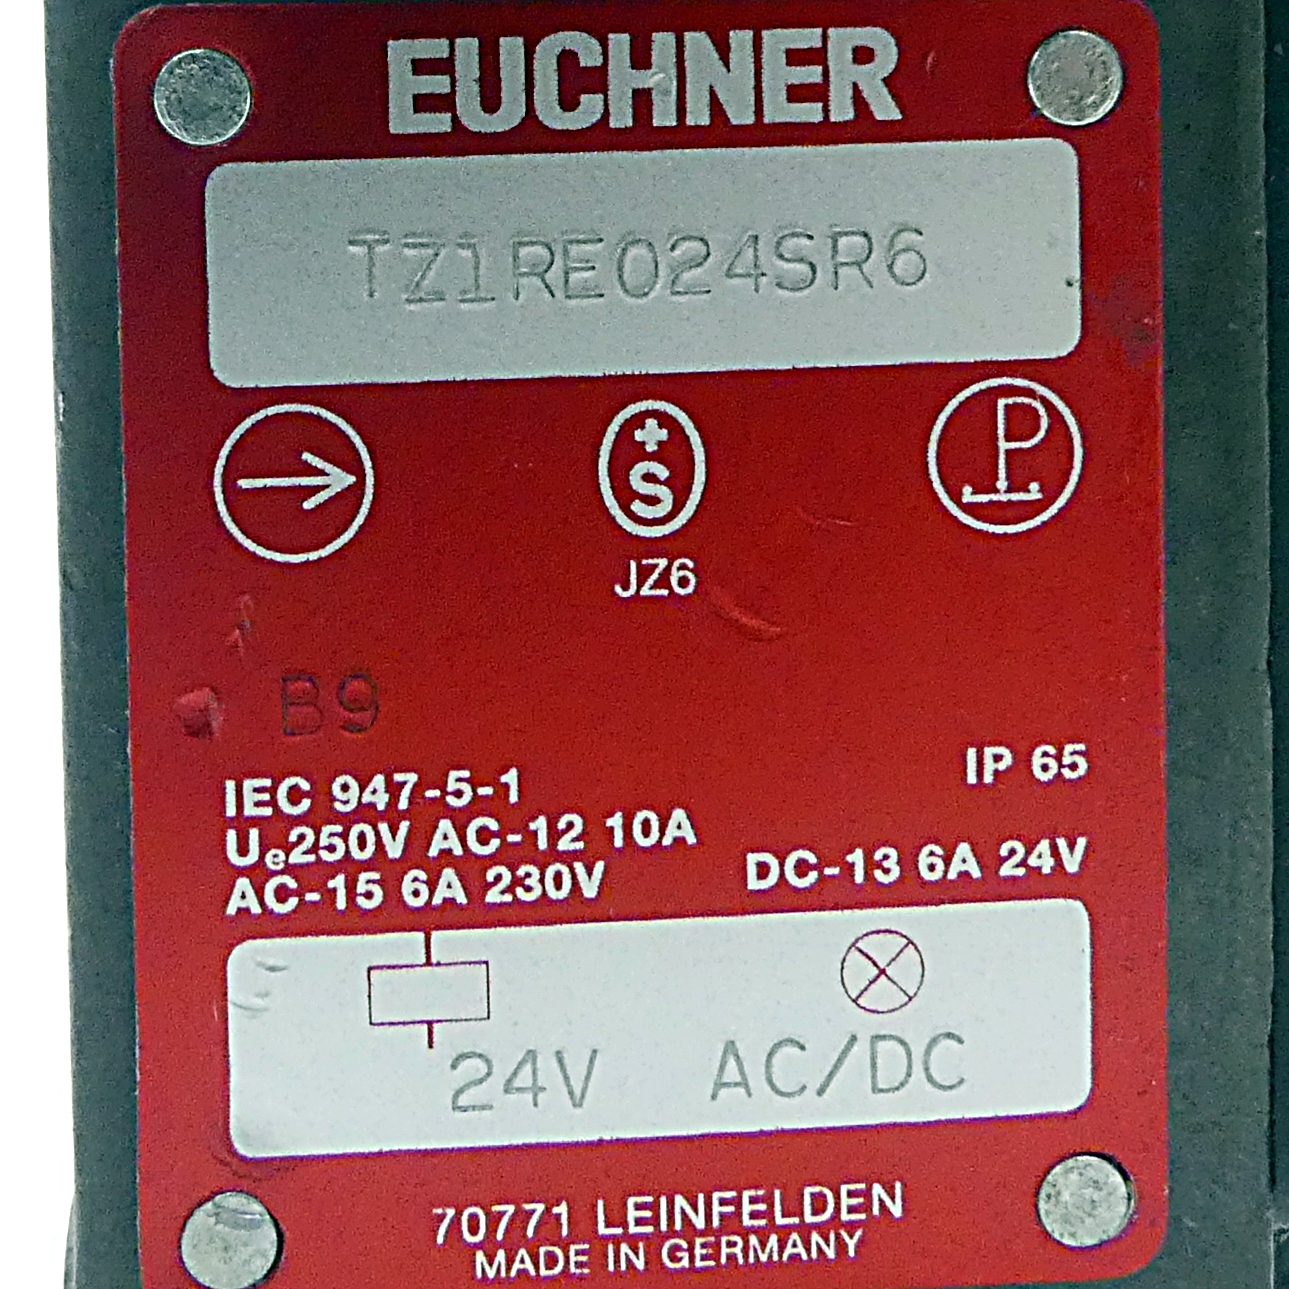 EUCHNER
TZ1RE024SR6
P
+
S
JZ6
B9
IP 65
IEC 947-5-1
Ue250V AC-12 10A
AC-15 6A 230V DC-13 6A 24V
24V AC/DC
70771 LEINFELDEN
MADE IN GERMANY